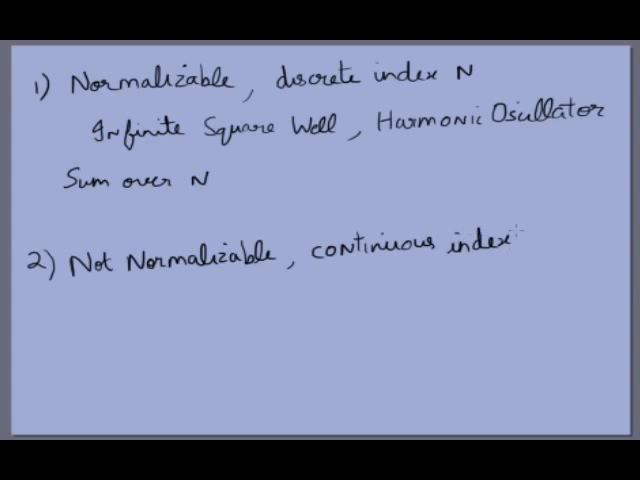 1) Normalizable, discrete index N
Infinite Square Well, Harmonic Oscillator
Sum over N
2) Not Normalizable, continuous index